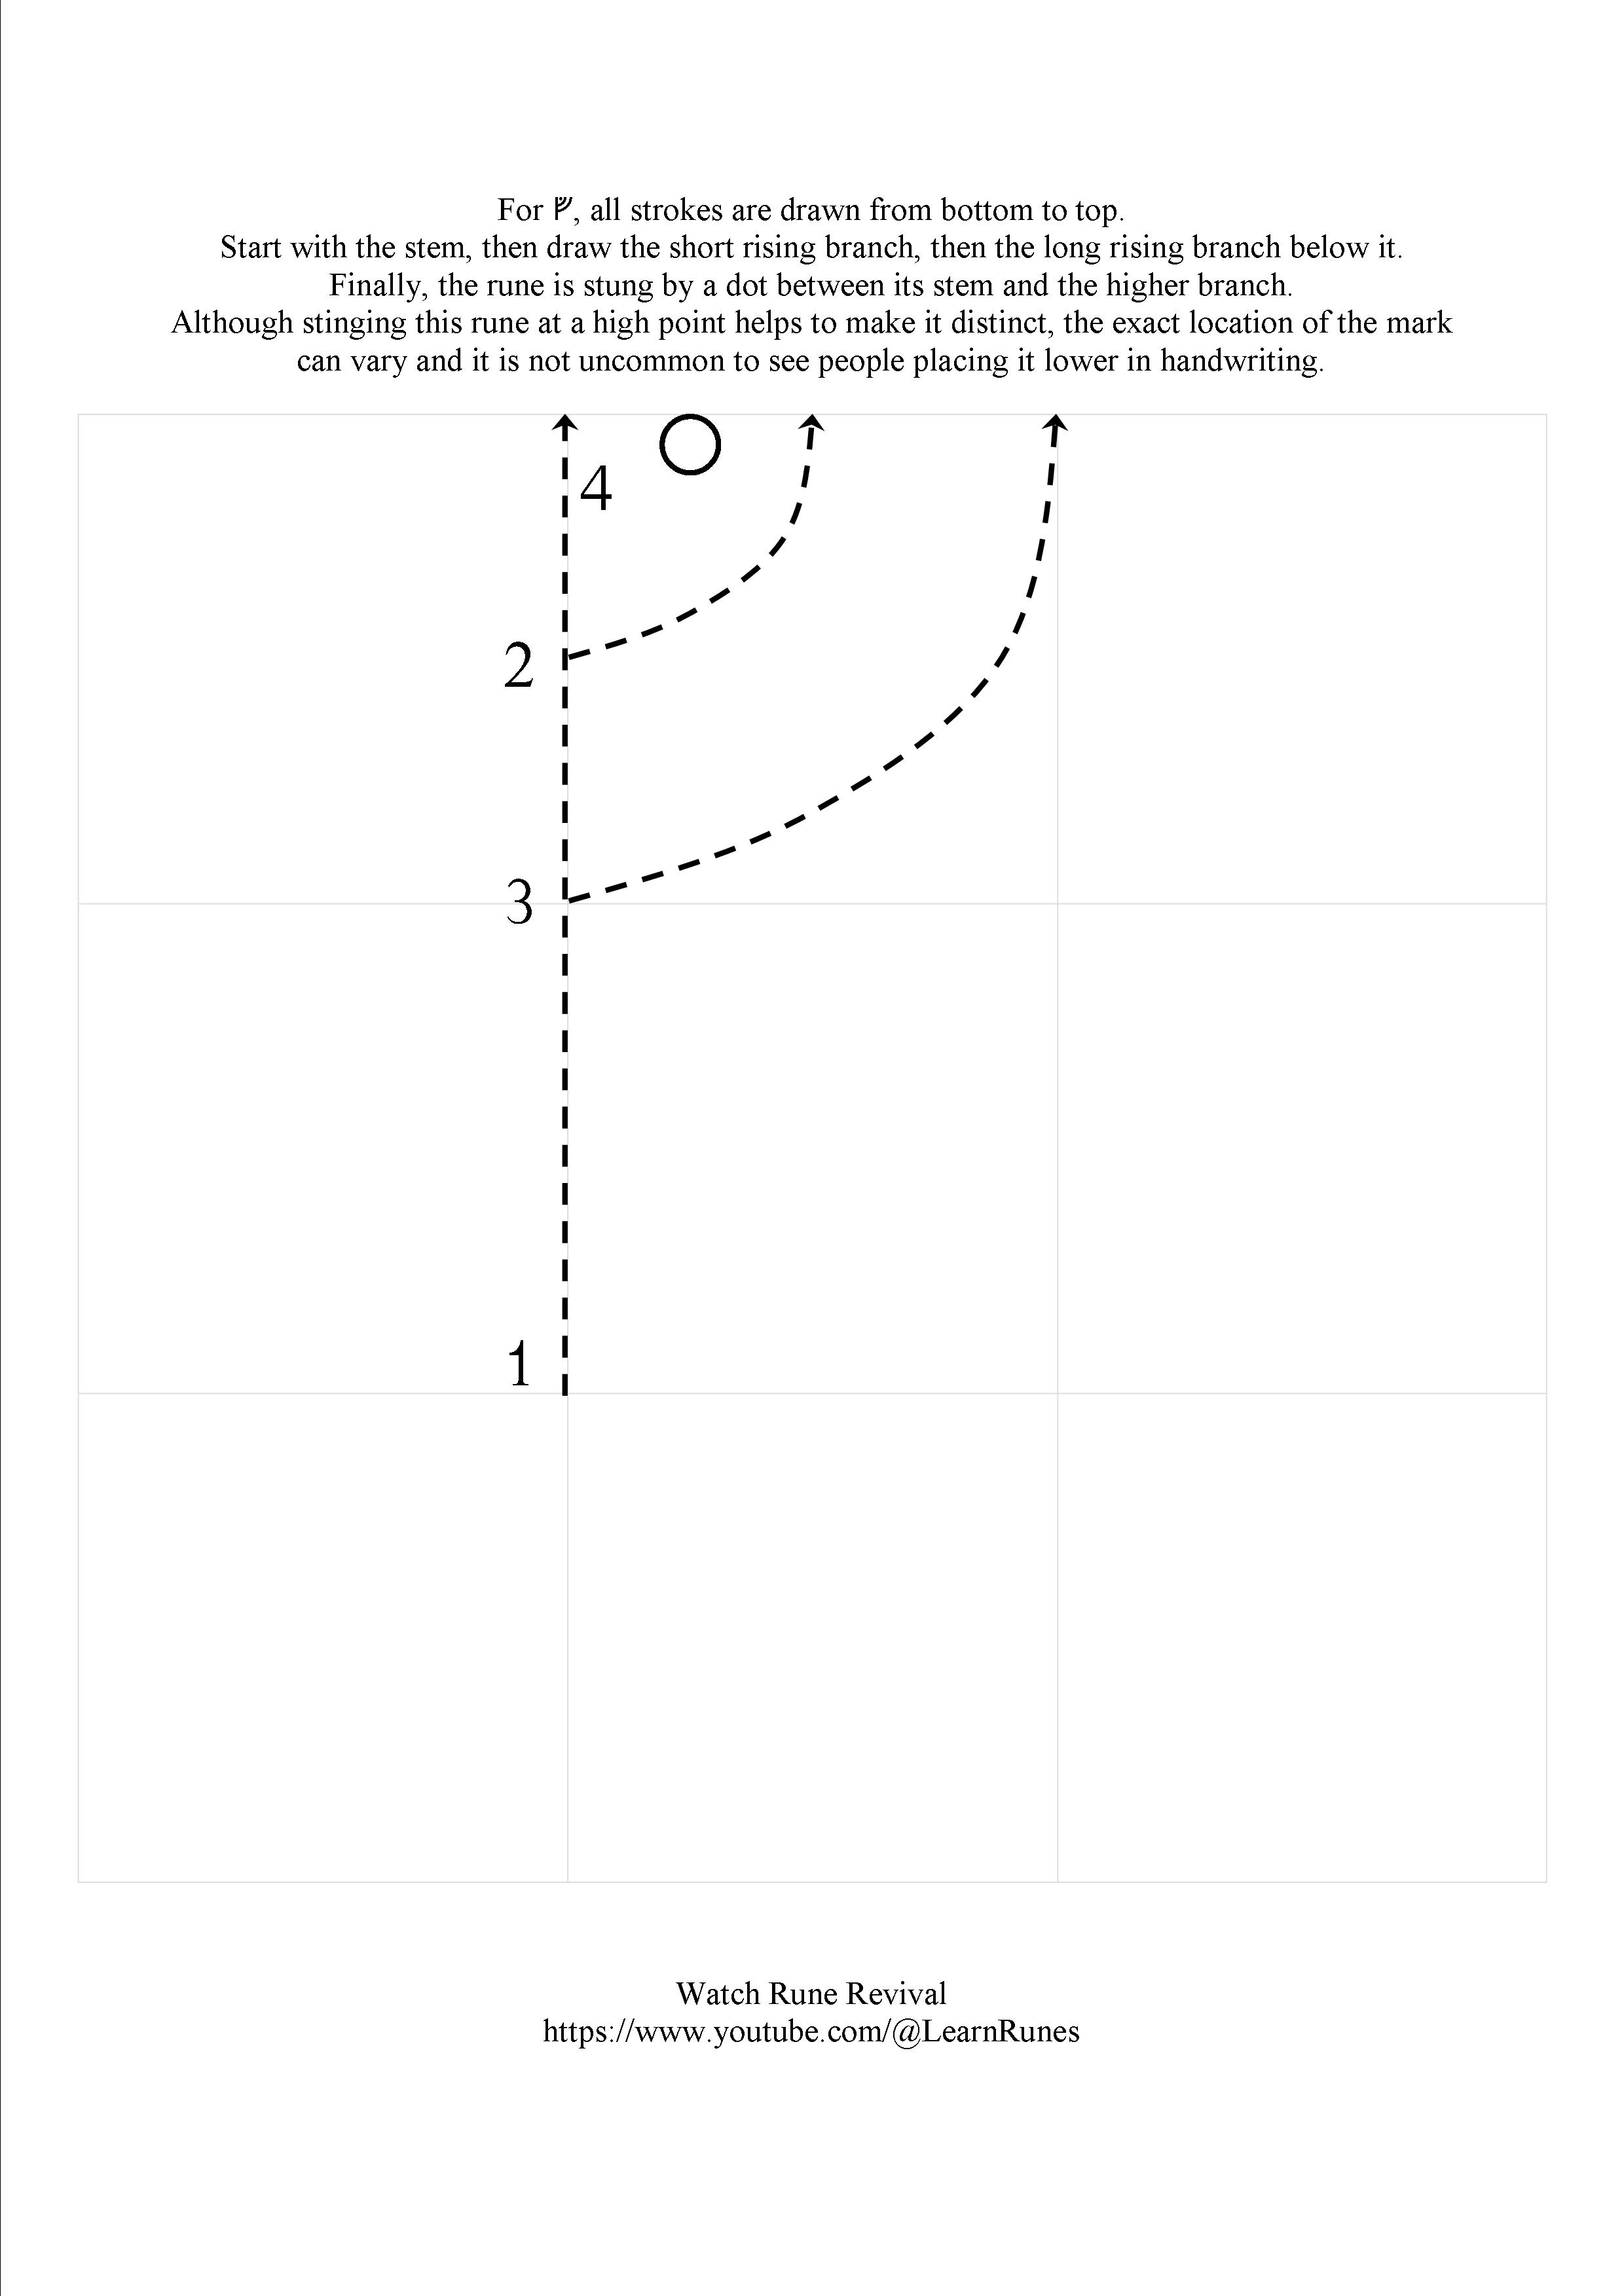 For ᚡ, all strokes are drawn from bottom to top.
Start with the stem, then draw the short rising branch, then the long rising branch below it.
Finally, the rune is stung by a dot between its stem and the higher branch.
Although stinging this rune at a high point helps to make it distinct, the exact location of the mark
can vary and it is not uncommon to see people placing it lower in handwriting.
4
2
3
1
Watch Rune Revival
https://www.youtube.com/@LearnRunes